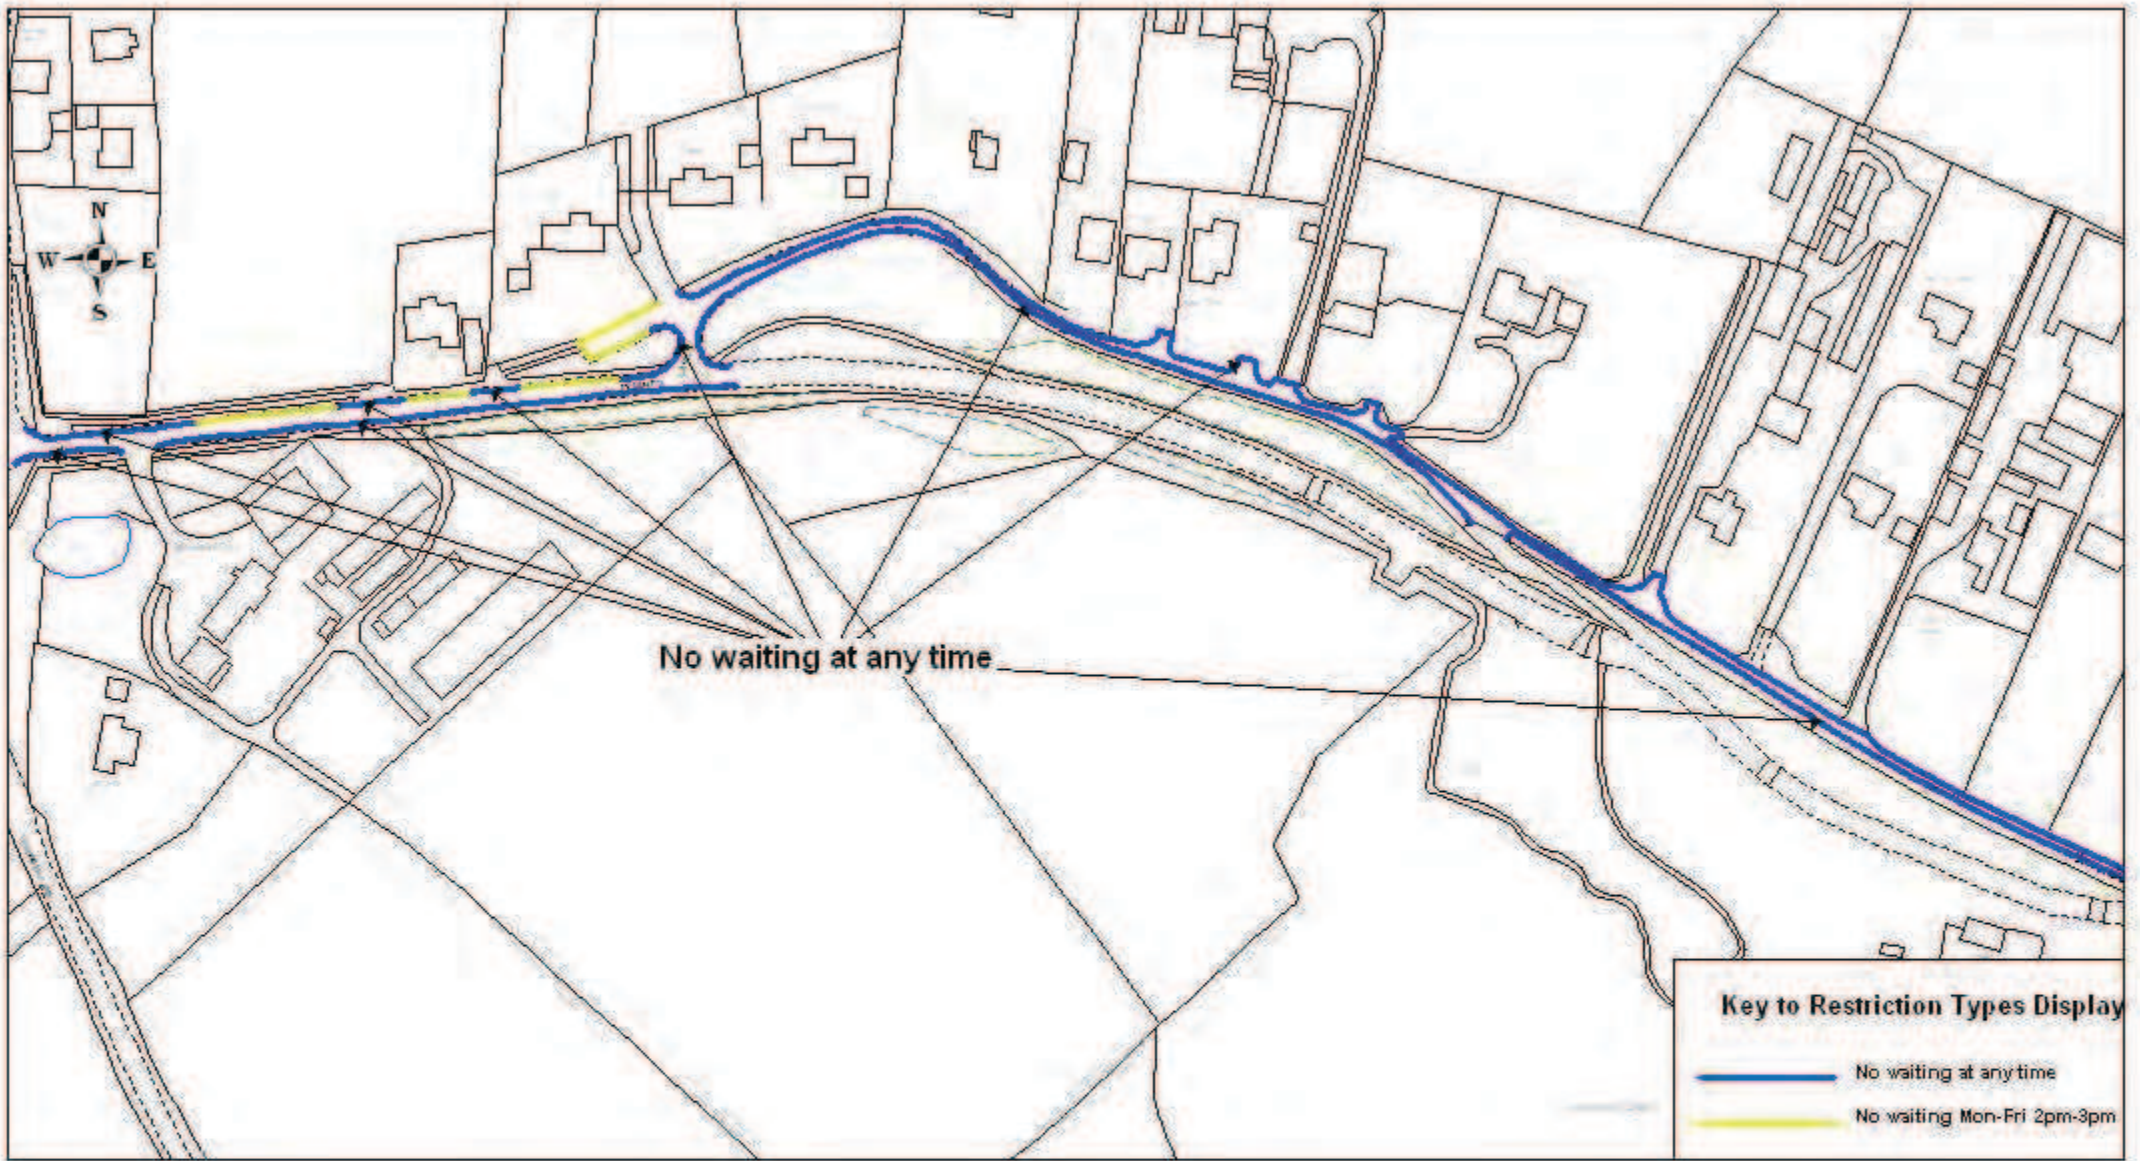 N
W E
S
No waiting at any time
Key to Restriction Types Display
No waiting at any time
No waiting Mon-Fri 2pm-3pm